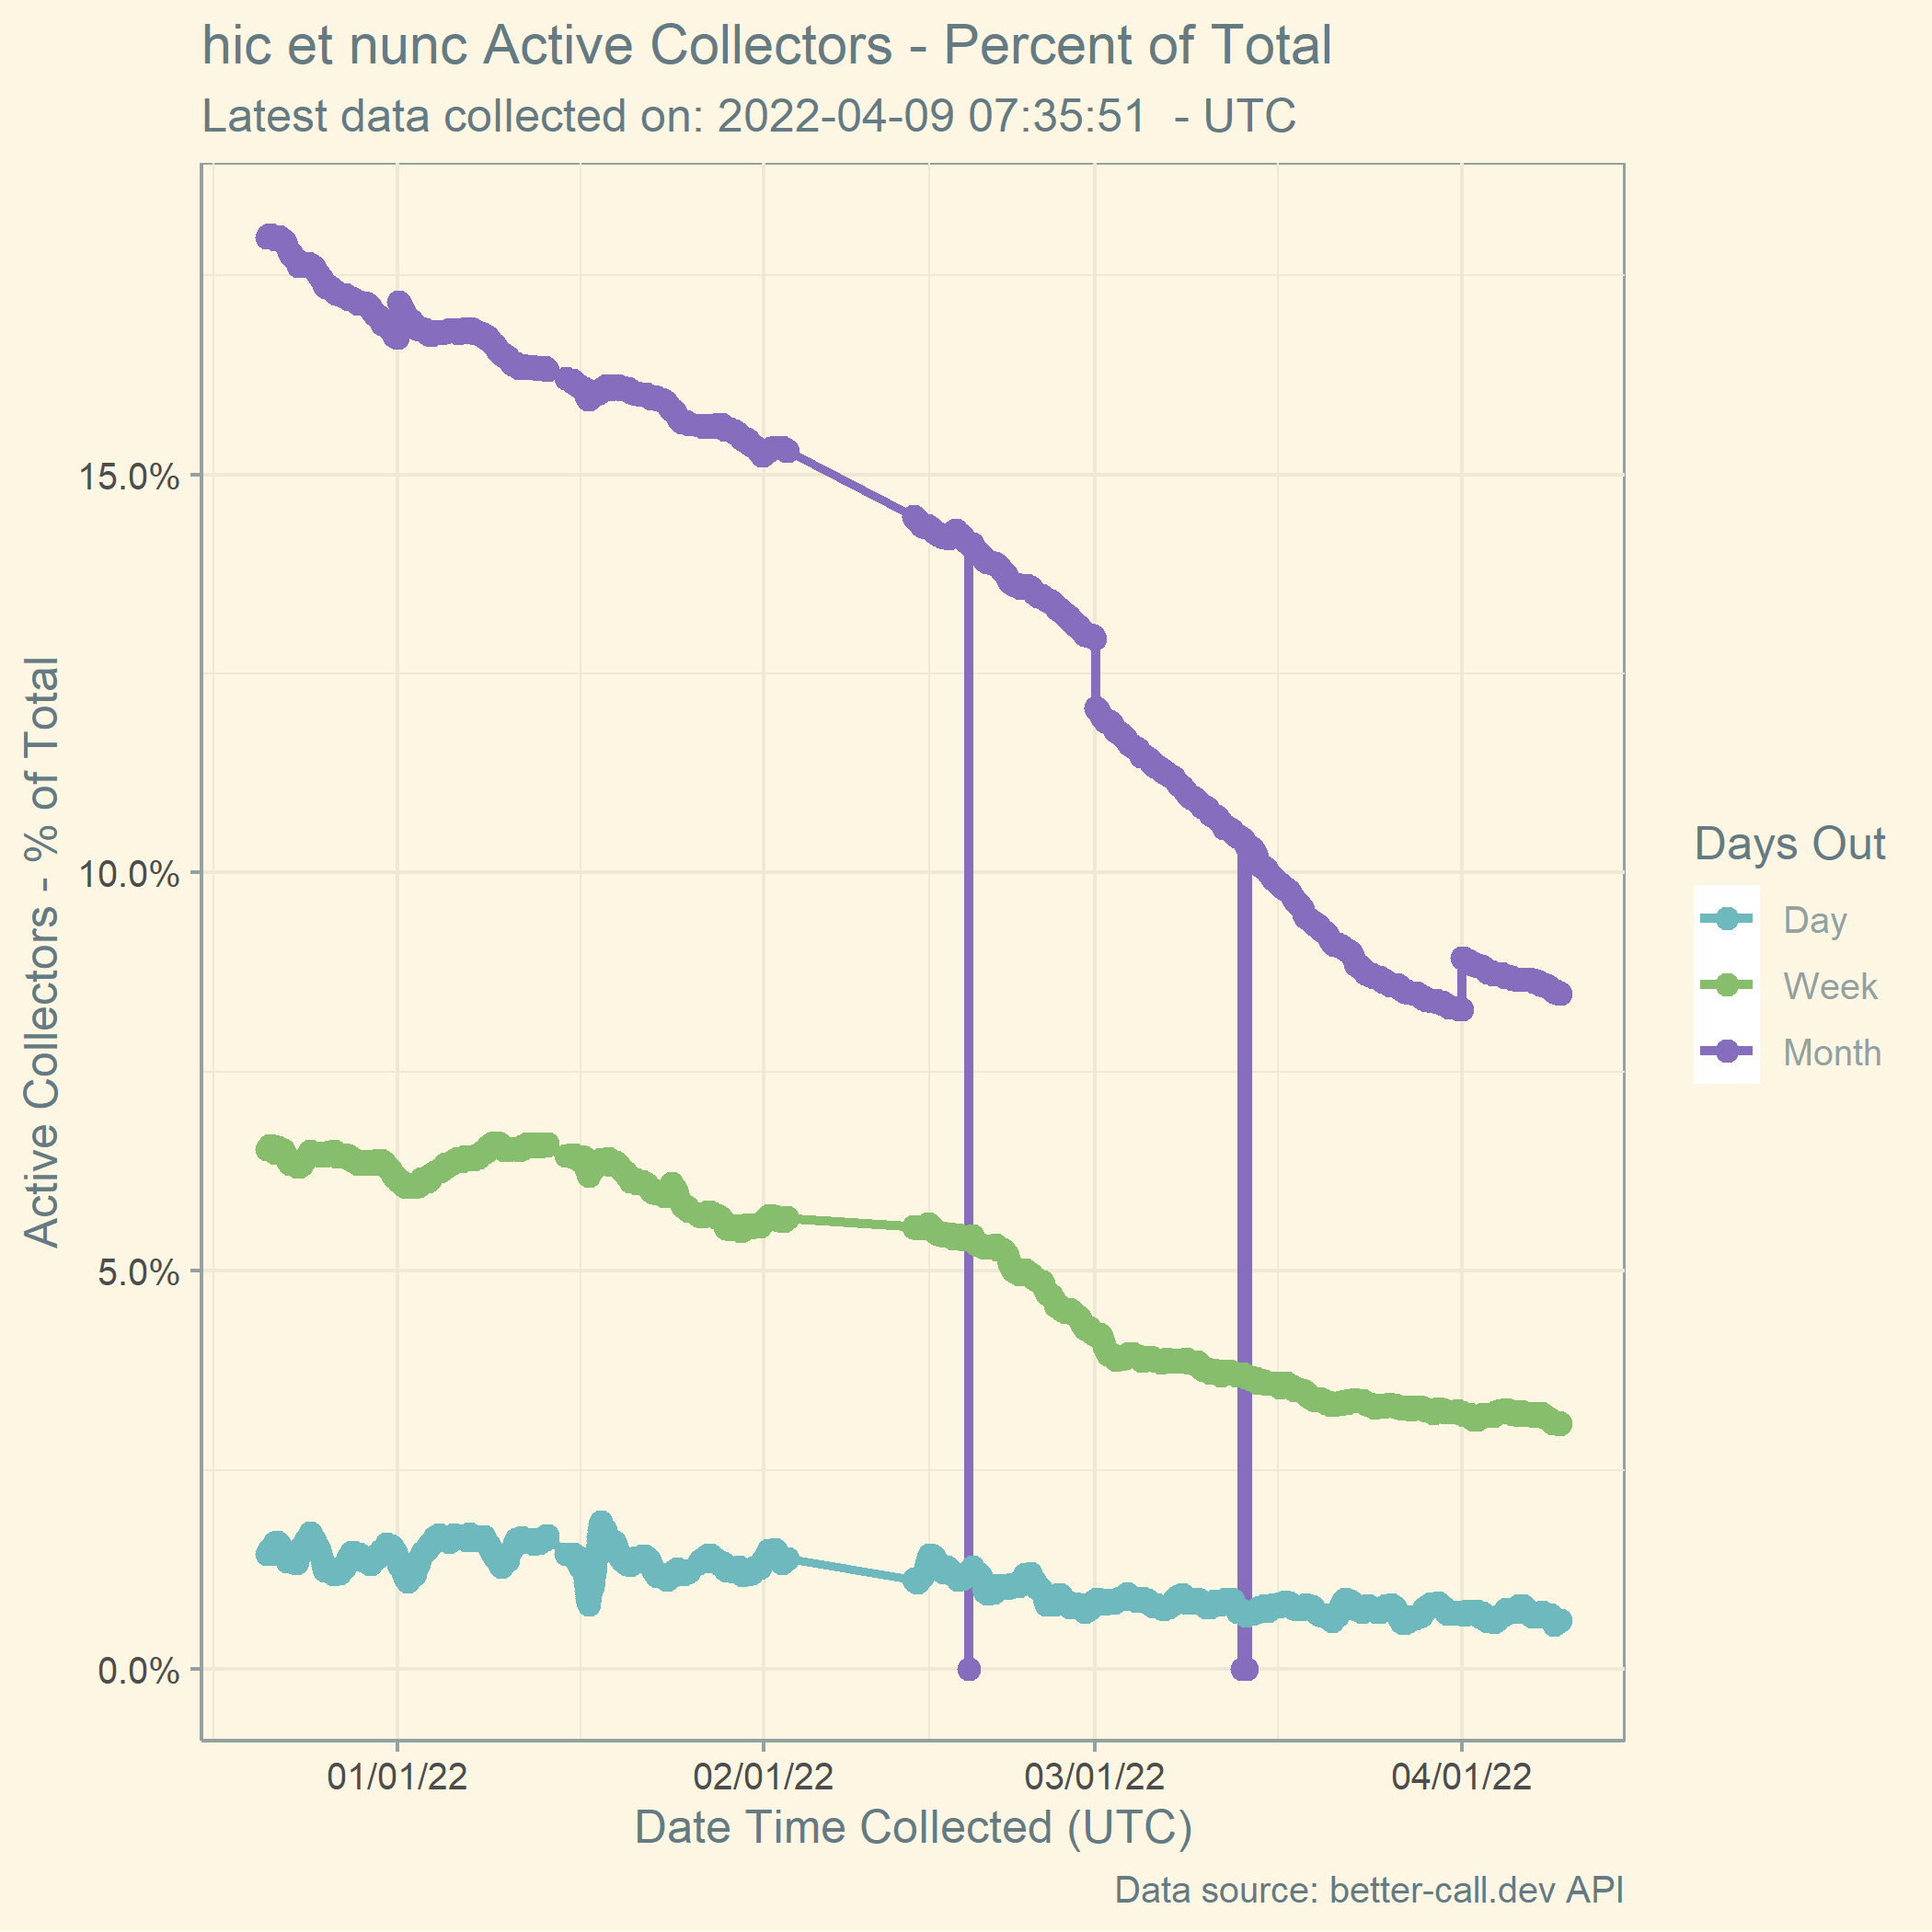 hic et nunc Active Collectors - Percent of Total
Latest data collected on: 2022-04-09 07:35:51  - UTC
Active Collectors - % of Total
15.0%
10.0%
5.0%
0.0%
01/01/22
02/01/22
03/01/22
04/01/22
Date Time Collected (UTC)
Days Out
Day
Week
Month
Data source: better-call.dev API